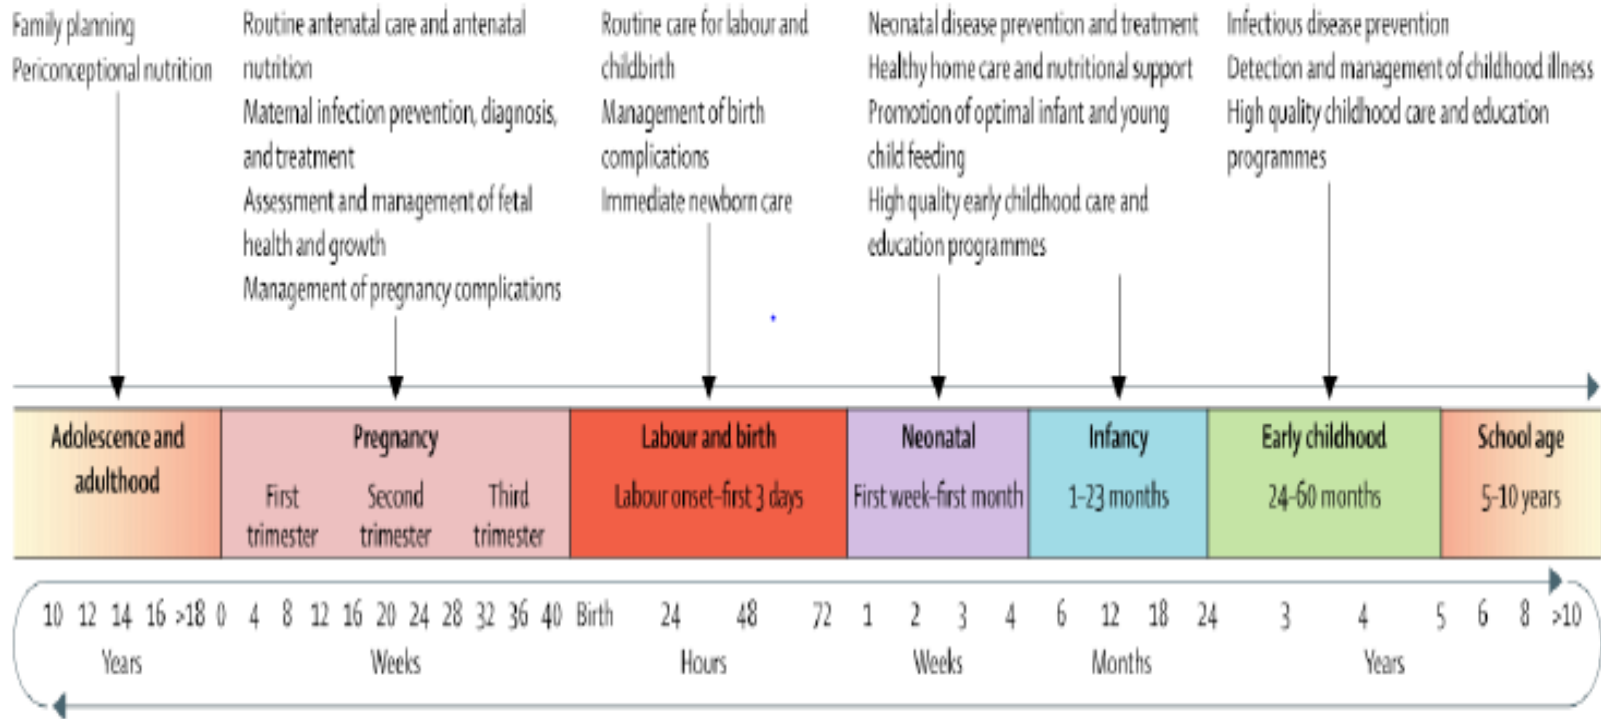 Family planning
Periconceptional nutrition
Routine antenatal care and antenatal
nutrition
Maternal infection prevention, diagnosis,
and treatment
Assessment and management of fetal
health and growth
Management of pregnancy complications
Routine care for labour and
childbirth
Management of birth
complications
Immediate newborn care
Neonatal disease prevention and treatment
Healthy home care and nutritional support
Promotion of optimal infant and young
child feeding
High quality early childhood care and
education programmes
Infectious disease prevention
Detection and management of childhood illness
High quality childhood care and education
programmes
Adolescence and
adulthood
Pregnancy
First
trimester
Second
trimester
Third
trimester
Labour and birth
Labour onset–first 3 days
Neonatal
First week–first month
Infancy
1–23 months
Early childhood
24–60 months
School age
5–10 years
10 12 14 16 >18 0 4 8 12 16 20 24 28 32 36 40 Birth 24 48 72 1 2 3 4 6 12 18 24 3 4 5 6 8 >10
Years Weeks Hours Weeks Months Years